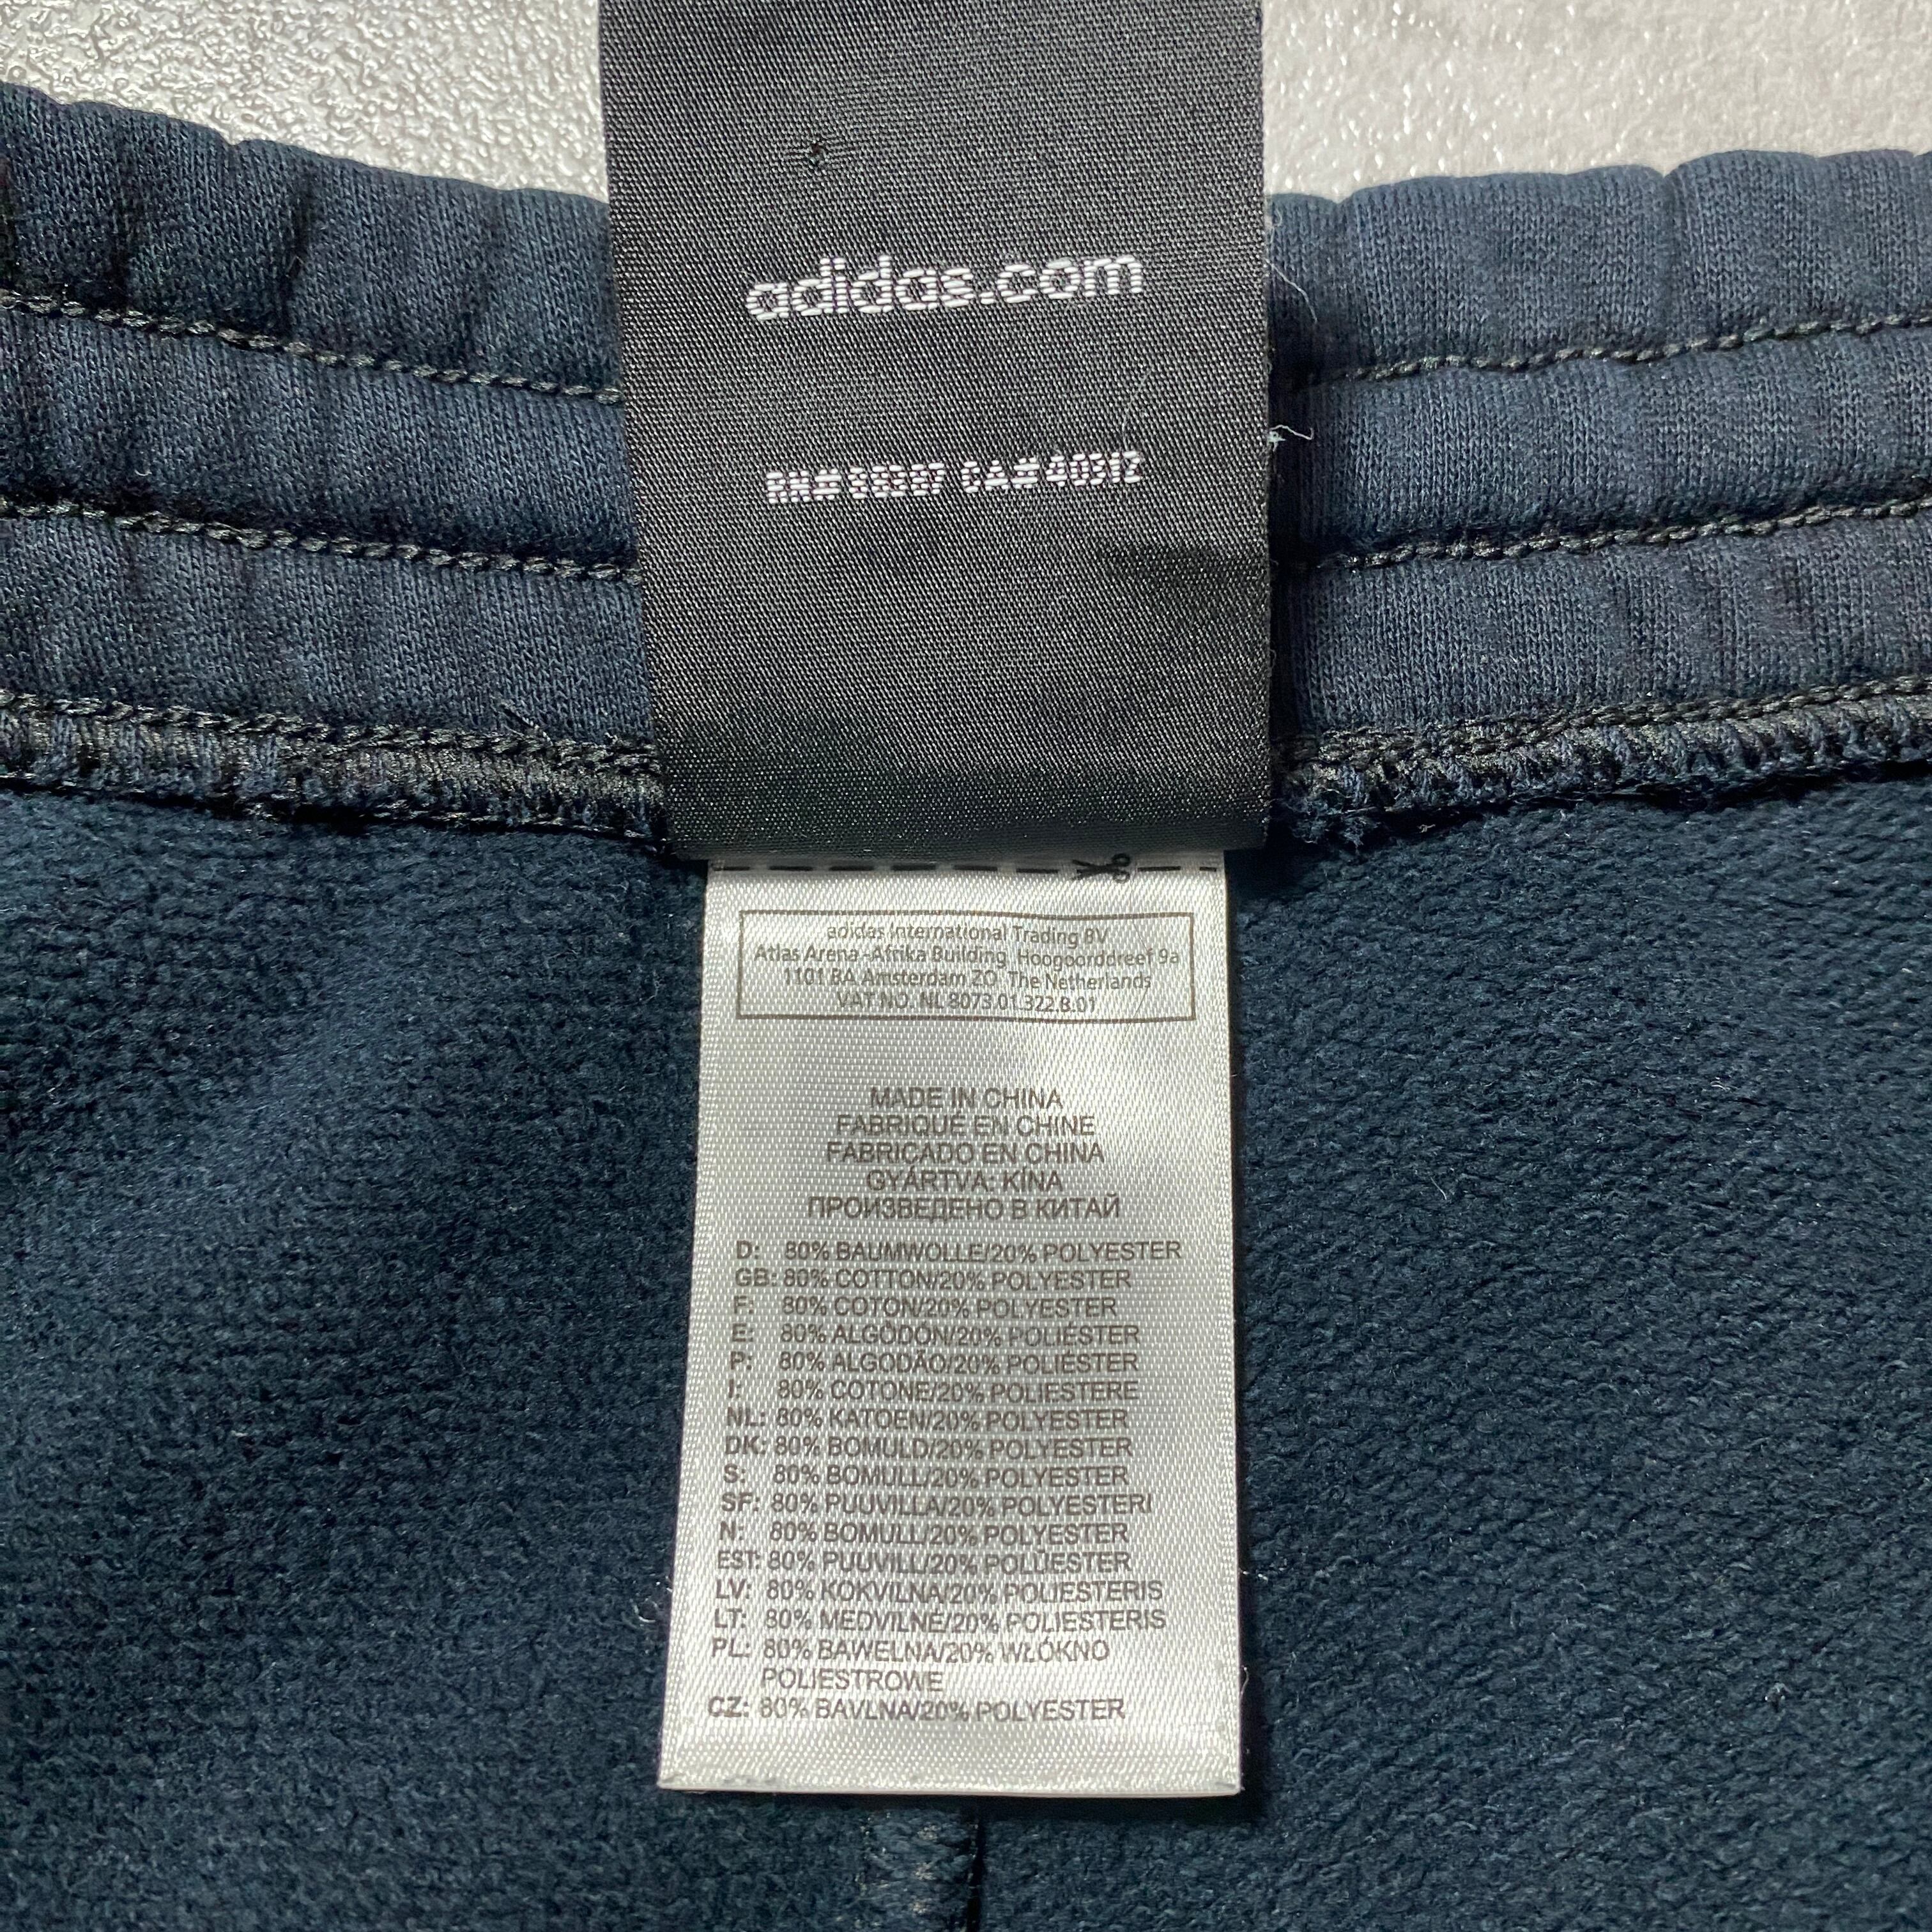 adidas.com
RN# 88387 CA# 40312
adidas International Trading BV
Atlas Arena -Afrika Building Hoogoorddreef 9a
1101 BA Amsterdam ZO The Netherlands
VAT NO. NL 8073.01.322.B.01
MADE IN CHINA
FABRIQUÉ EN CHINE
FABRICADO EN CHINA
GYÁRTVA: KÍNA
ПРОИЗВЕДЕНО В КИТАЙ
D: 80% BAUMWOLLE/20% POLYESTER
GB: 80% COTTON/20% POLYESTER
F: 80% COTON/20% POLYESTER
E: 80% ALGÒDON/20% POLIÉSTER
P: 80% ALGODÃO/20% POLIÉSTER
I: 80% COTONE/20% POLIESTERE
NL: 80% KATOEN/20% POLYESTER
DK: 80% BOMULD/20% POLYESTER
S: 80% BOMULL/20% POLYESTER
SF: 80% PUUVILLA/20% POLYESTERI
N: 80% BOMULL/20% POLYESTER
EST: 80% PUUVILL/20% POLÜESTER
LV: 80% KOKVILNA/20% POLIESTERIS
LT: 80% MEDVILNĖ/20% POLIESTERIS
PL: 80% BAWEŁNA/20% WŁÓKNO
POLIESTROWE
CZ: 80% BAVLNA/20% POLYESTER